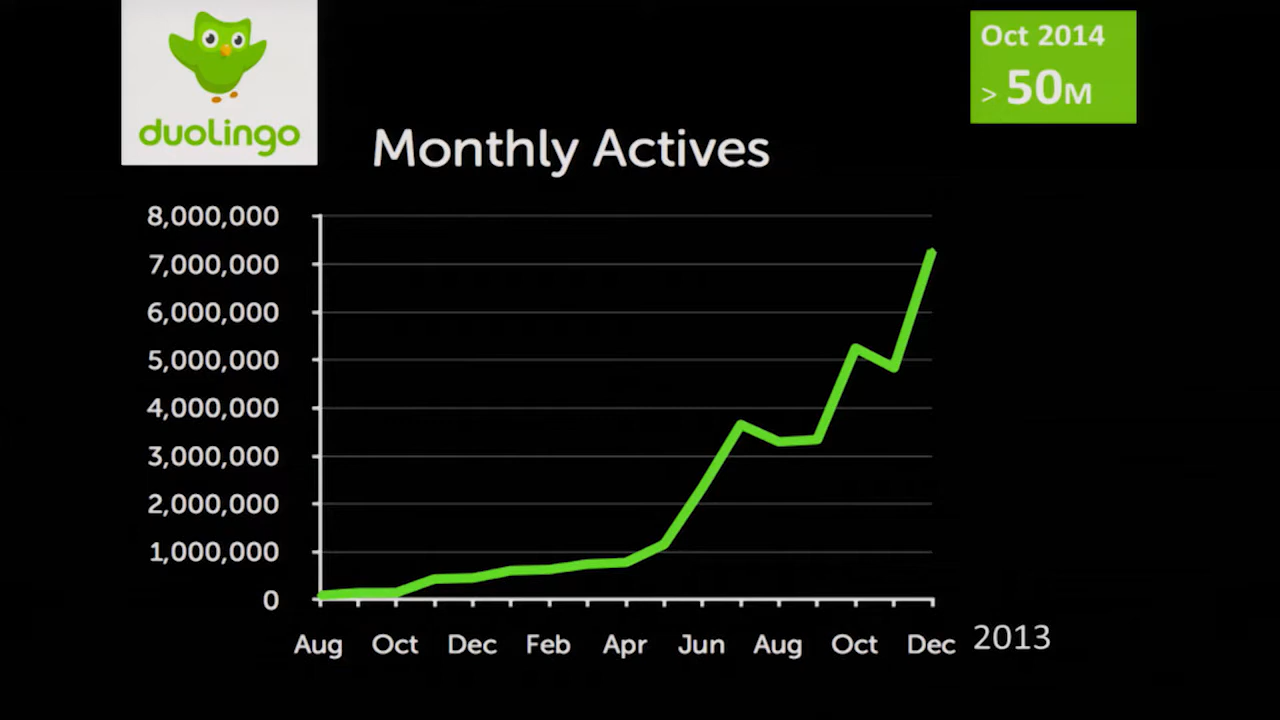 duolingo
Oct 2014
> 50M
Monthly Actives
8,000,000
7,000,000
6,000,000
5,000,000
4,000,000
3,000,000
2,000,000
1,000,000
0
Aug Oct Dec Feb Apr Jun Aug Oct Dec 2013